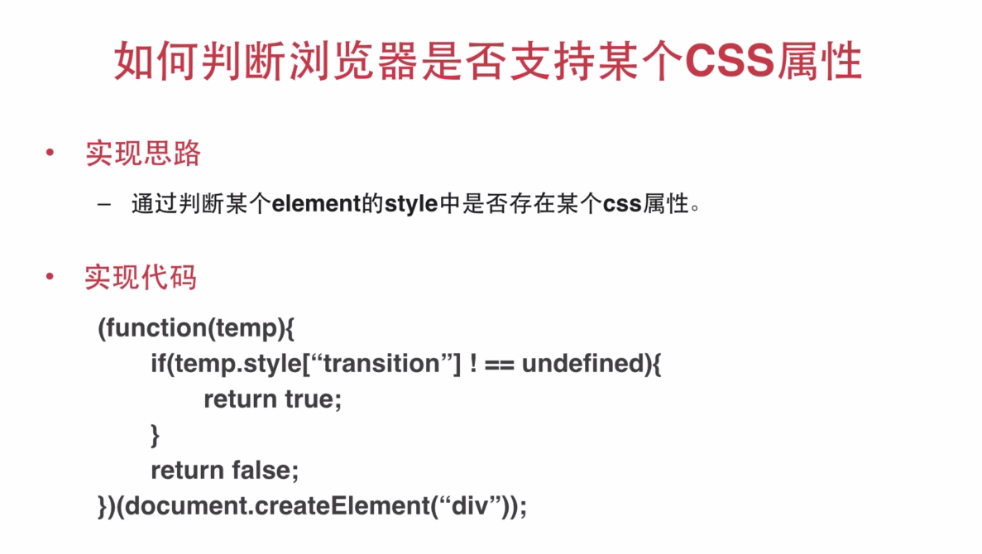 如何判断浏览器是否支持某个CSS属性
• 实现思路
– 通过判断某个element的style中是否存在某个css属性。
• 实现代码
(function(temp){
if(temp.style[“transition”] ! == undefined){
return true;
}
return false;
})(document.createElement(“div”));